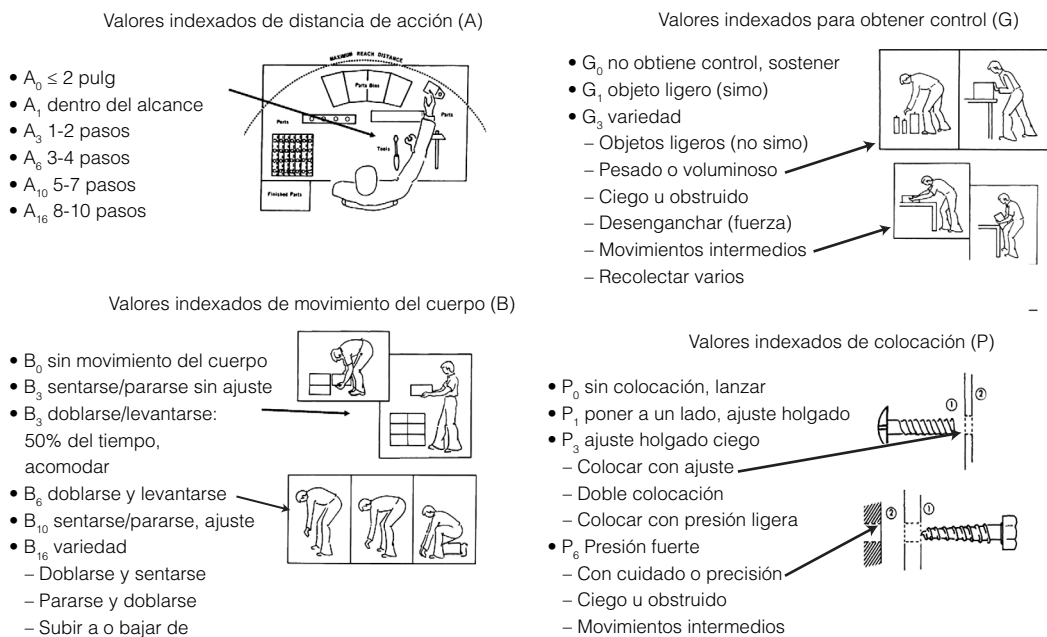 Valores indexados de distancia de acción (A)
• A0 ≤ 2 pulg
• A1 dentro del alcance
• A3 1-2 pasos
• A6 3-4 pasos
• A10 5-7 pasos
• A16 8-10 pasos
MAXIMUM REACH DISTANCE
Parts Bins
Parts
Parts
Tools
Finished Parts
Valores indexados para obtener control (G)
• G0 no obtiene control, sostener
• G1 objeto ligero (simo)
• G3 variedad
– Objetos ligeros (no simo)
– Pesado o voluminoso
– Ciego u obstruido
– Desenganchar (fuerza)
– Movimientos intermedios
– Recolectar varios
–
Valores indexados de movimiento del cuerpo (B)
• B0 sin movimiento del cuerpo
• B3 sentarse/pararse sin ajuste
• B3 doblarse/levantarse:
50% del tiempo,
acomodar
• B6 doblarse y levantarse
• B10 sentarse/pararse, ajuste
• B16 variedad
– Doblarse y sentarse
– Pararse y doblarse
– Subir a o bajar de
Valores indexados de colocación (P)
• P0 sin colocación, lanzar
• P1 poner a un lado, ajuste holgado
• P3 ajuste holgado ciego
– Colocar con ajuste
– Doble colocación
– Colocar con presión ligera
• P6 Presión fuerte
– Con cuidado o precisión
– Ciego u obstruido
– Movimientos intermedios
① ②
② ①